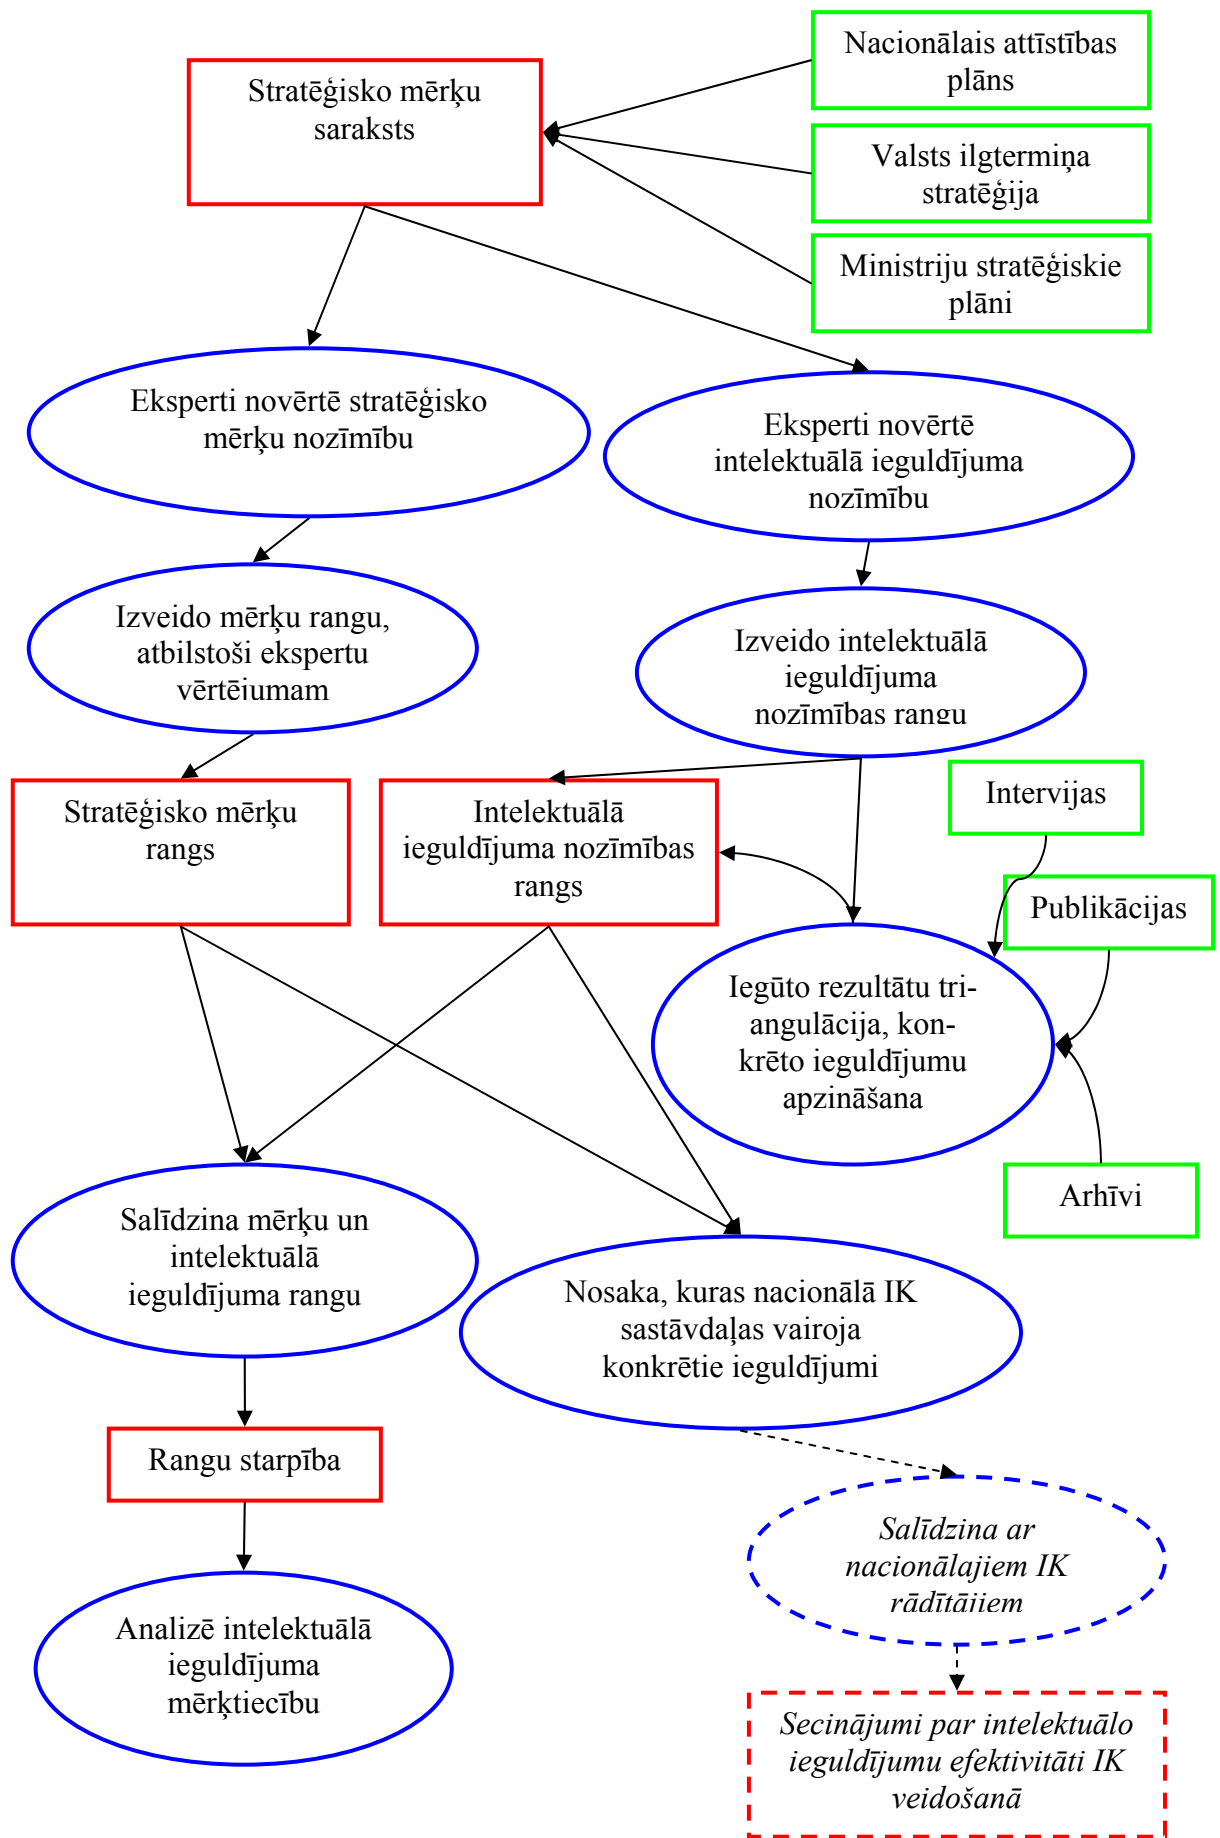 Nacionālais attīstības
plāns
Stratēģisko mērķu
saraksts
Valsts ilgtermiņa
stratēģija
Ministriju stratēģiskie
plāni
Eksperti novērtē stratēģisko
mērķu nozīmību
Eksperti novērtē
intelektuālā ieguldījuma
nozīmību
Izveido mērķu rangu,
atbilstoši ekspertu
vērtējumam
Izveido intelektuālā
ieguldījuma
nozīmības rangu
Stratēģisko mērķu
rangs
Intelektuālā
ieguldījuma nozīmības
rangs
Intervijas
Publikācijas
Iegūto rezultātu tri-
angulācija, kon-
krēto ieguldījumu
apzināšana
Arhīvi
Salīdzina mērķu un
intelektuālā
ieguldījuma rangu
Nosaka, kuras nacionālā IK
sastāvdaļas vairoja
konkrētie ieguldījumi
Rangu starpība
Salīdzina ar
nacionālajiem IK
rādītājiem
Analizē intelektuālā
ieguldījuma
mērķtiecību
Secinājumi par intelektuālo
ieguldījumu efektivitāti IK
veidošanā